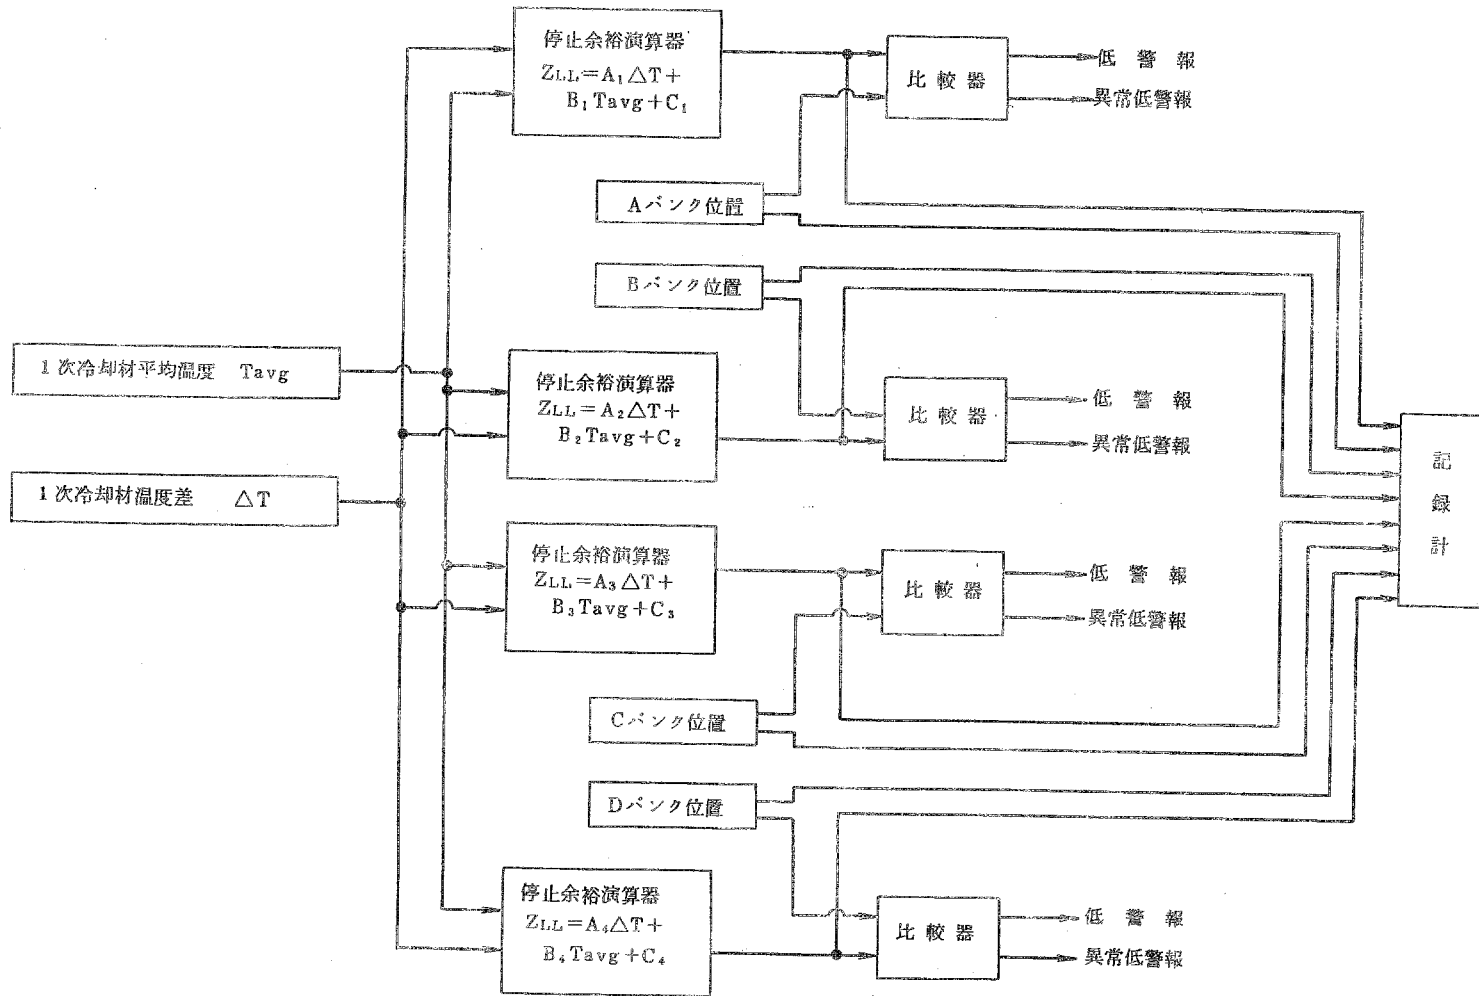 停止余裕演算器
ZLL=A₁△T+
B₁Tavg+C₁
比較器
低警報
異常低警報
Aバンク位置
Bバンク位置
1次冷却材平均温度 Tavg
停止余裕演算器
ZLL=A₂△T+
B₂Tavg+C₂
比較器
低警報
異常低警報
記録計
1次冷却材温度差 △T
停止余裕演算器
ZLL=A₃△T+
B₃Tavg+C₃
比較器
低警報
異常低警報
Cバンク位置
Dバンク位置
停止余裕演算器
ZLL=A₄△T+
B₄Tavg+C₄
比較器
低警報
異常低警報